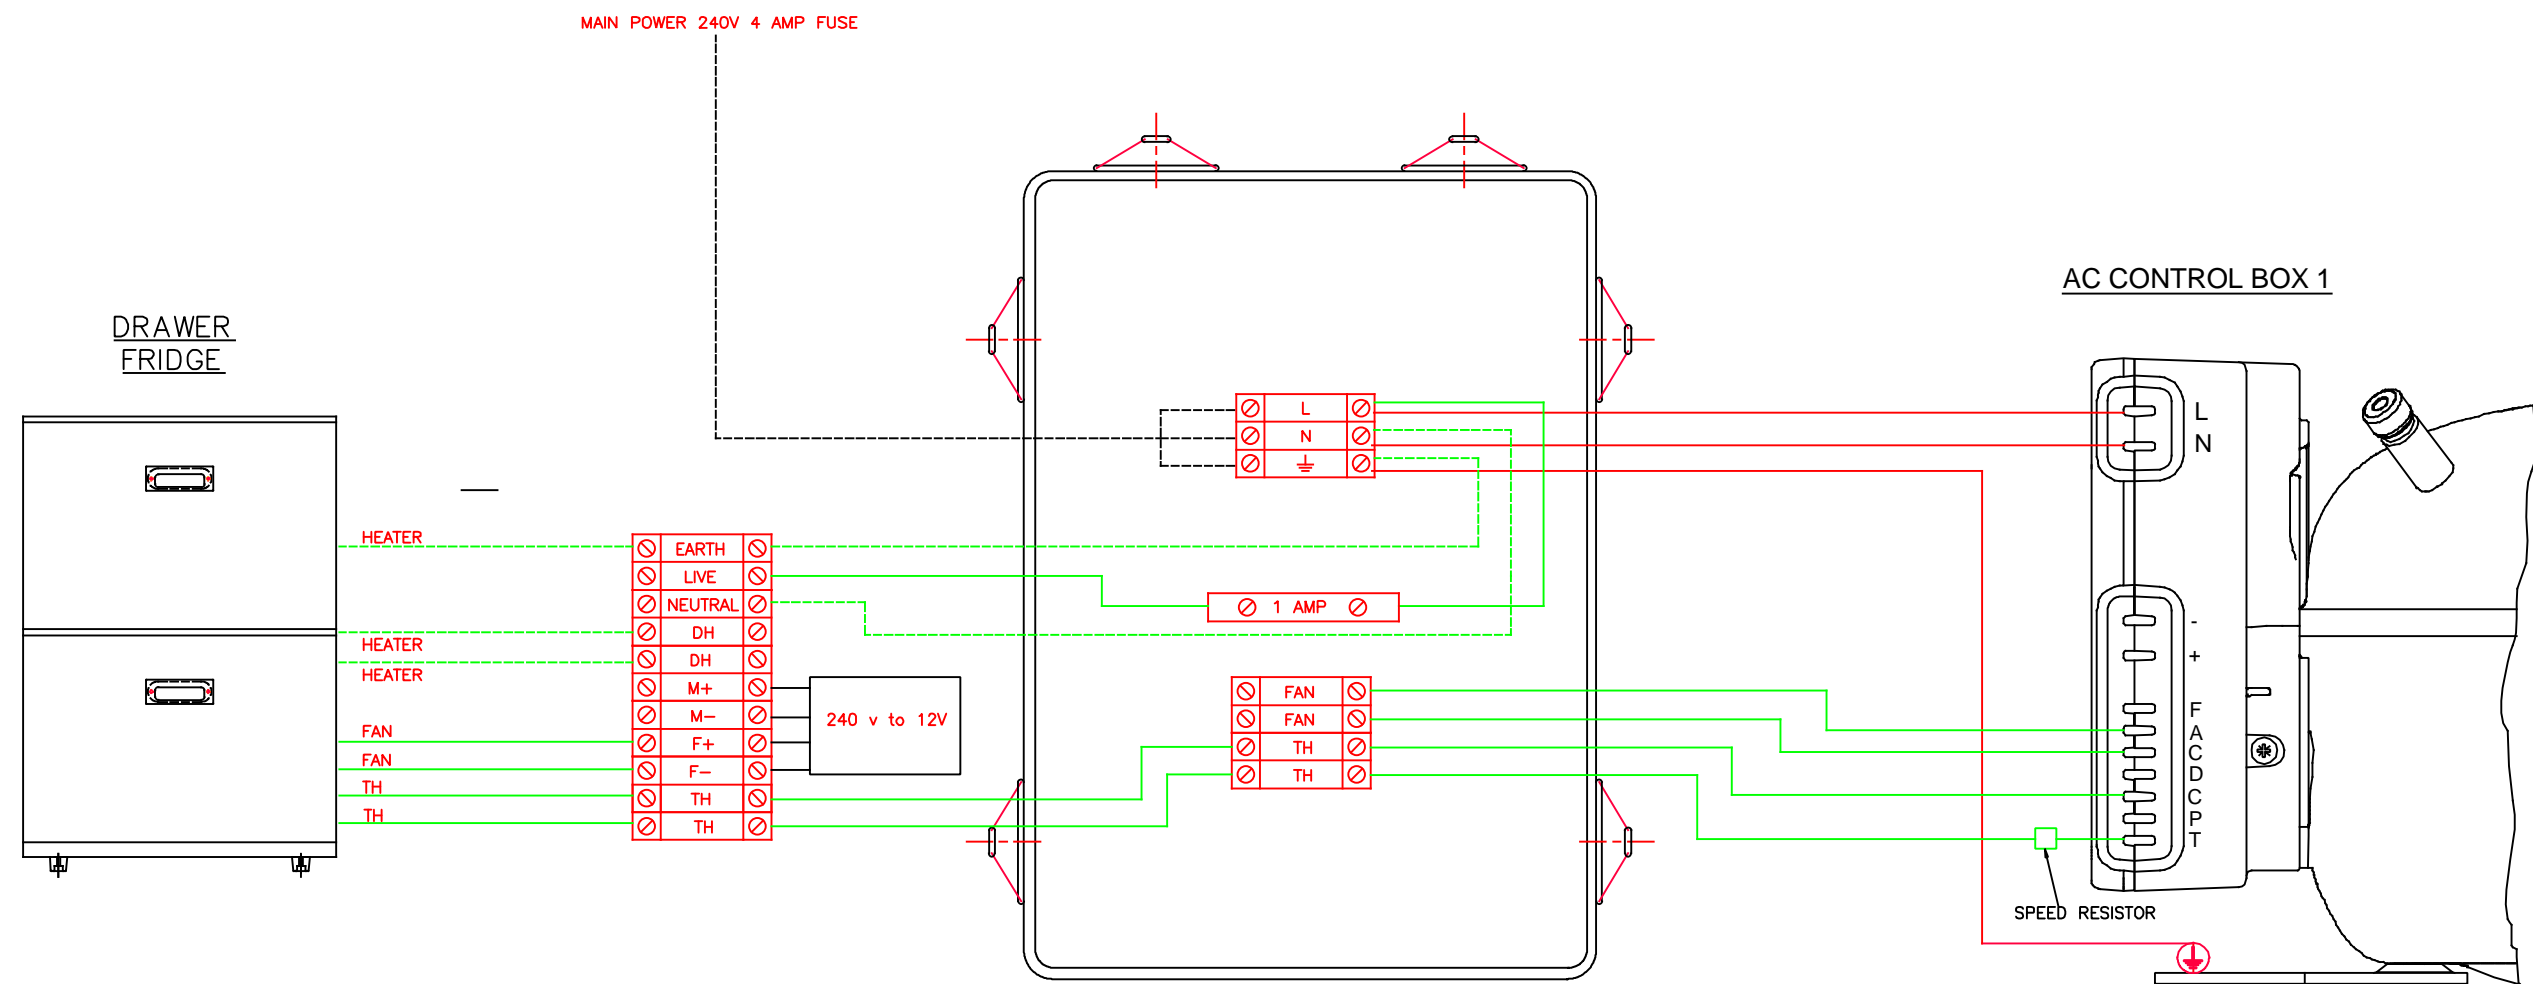 MAIN POWER 240V 4 AMP FUSE
AC CONTROL BOX 1
DRAWER
FRIDGE
L
N
L
N
HEATER
HEATER
HEATER
FAN
FAN
TH
TH
EARTH
LIVE
NEUTRAL
DH
DH
M+
M-
F+
F-
TH
TH
240 v to 12V
1 AMP
FAN
FAN
TH
TH
-
+
F
A
C
D
C
P
T
SPEED RESISTOR